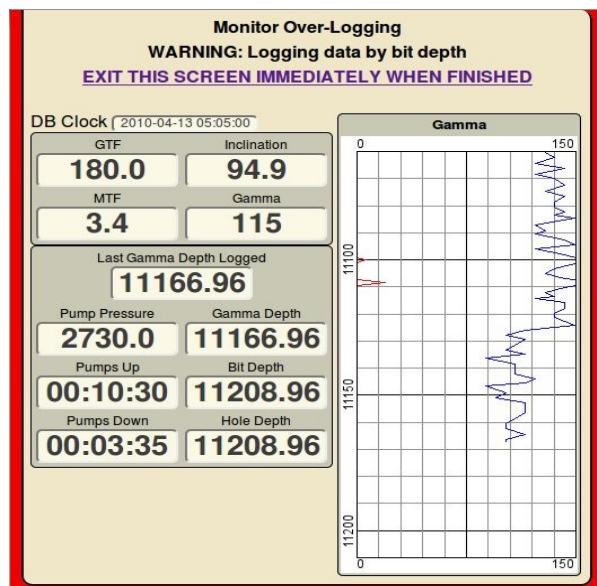 Monitor Over-Logging
WARNING: Logging data by bit depth
EXIT THIS SCREEN IMMEDIATELY WHEN FINISHED
DB Clock 2010-04-13 05:05:00
GTF Inclination
180.0 94.9
MTF Gamma
3.4 115
Last Gamma Depth Logged
11166.96
Pump Pressure Gamma Depth
2730.0 11166.96
Pumps Up Bit Depth
00:10:30 11208.96
Pumps Down Hole Depth
00:03:35 11208.96
Gamma
0 150
11100
11150
11200
0 150